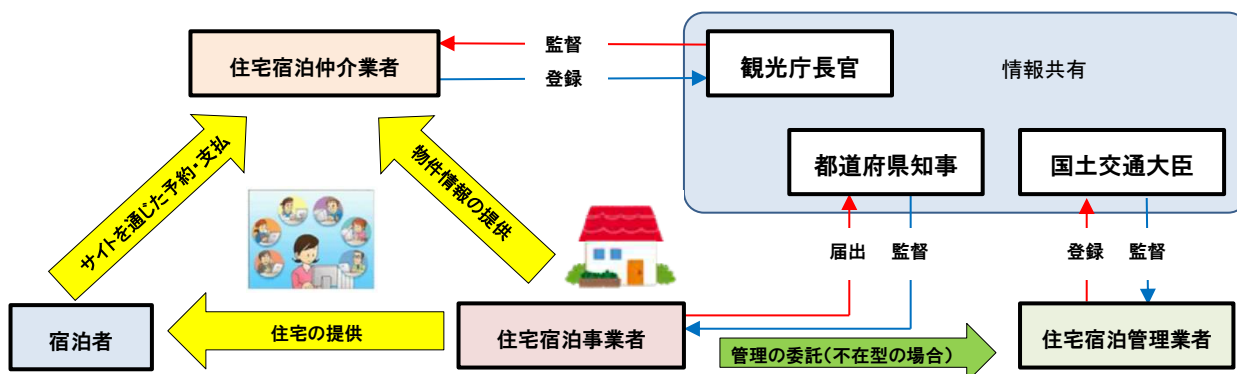 住宅宿泊仲介業者
監督
登録
観光庁長官
情報共有
都道府県知事
国土交通大臣
サイトを通じた予約・支払
物件情報の提供
届出
監督
登録
監督
宿泊者
住宅の提供
住宅宿泊事業者
管理の委託(不在型の場合)
住宅宿泊管理業者